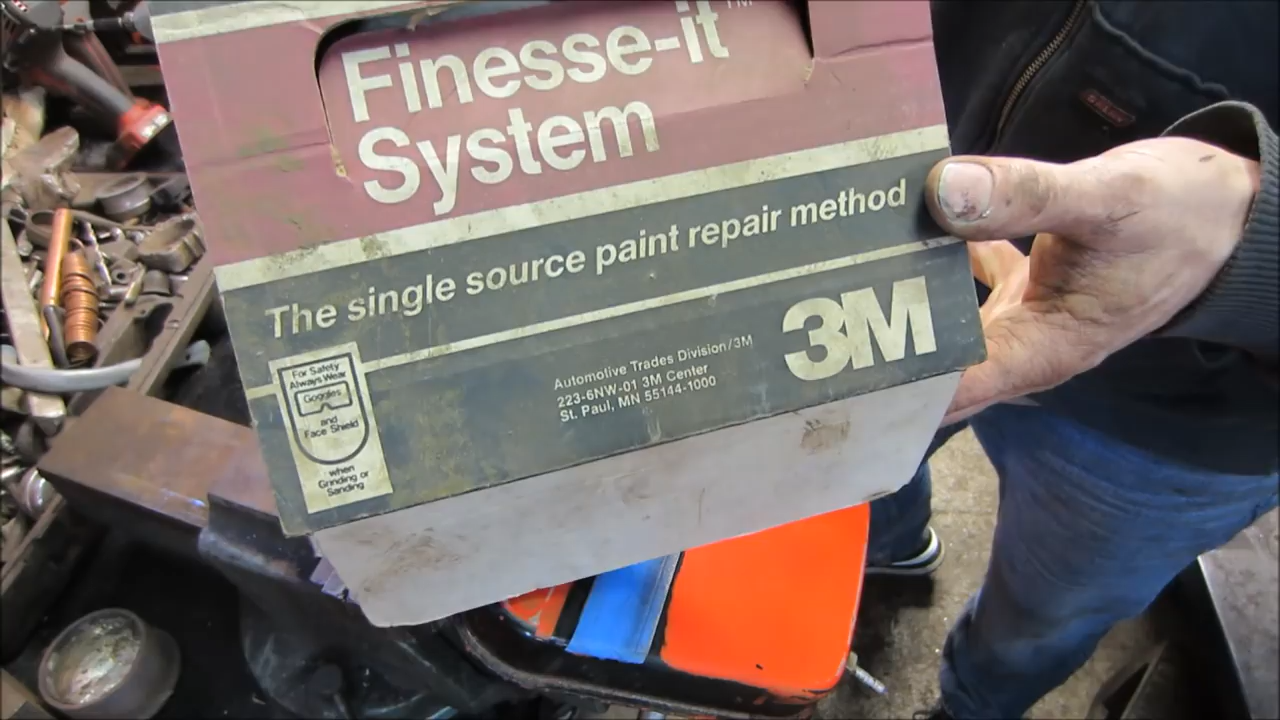 Finesse-it™
System
The single source paint repair method
3M
Automotive Trades Division/3M
223-6NW-01 3M Center
St. Paul, MN 55144-1000
For Safety
Always Wear
Goggles
and
Face Shield
when
Grinding or
Sanding